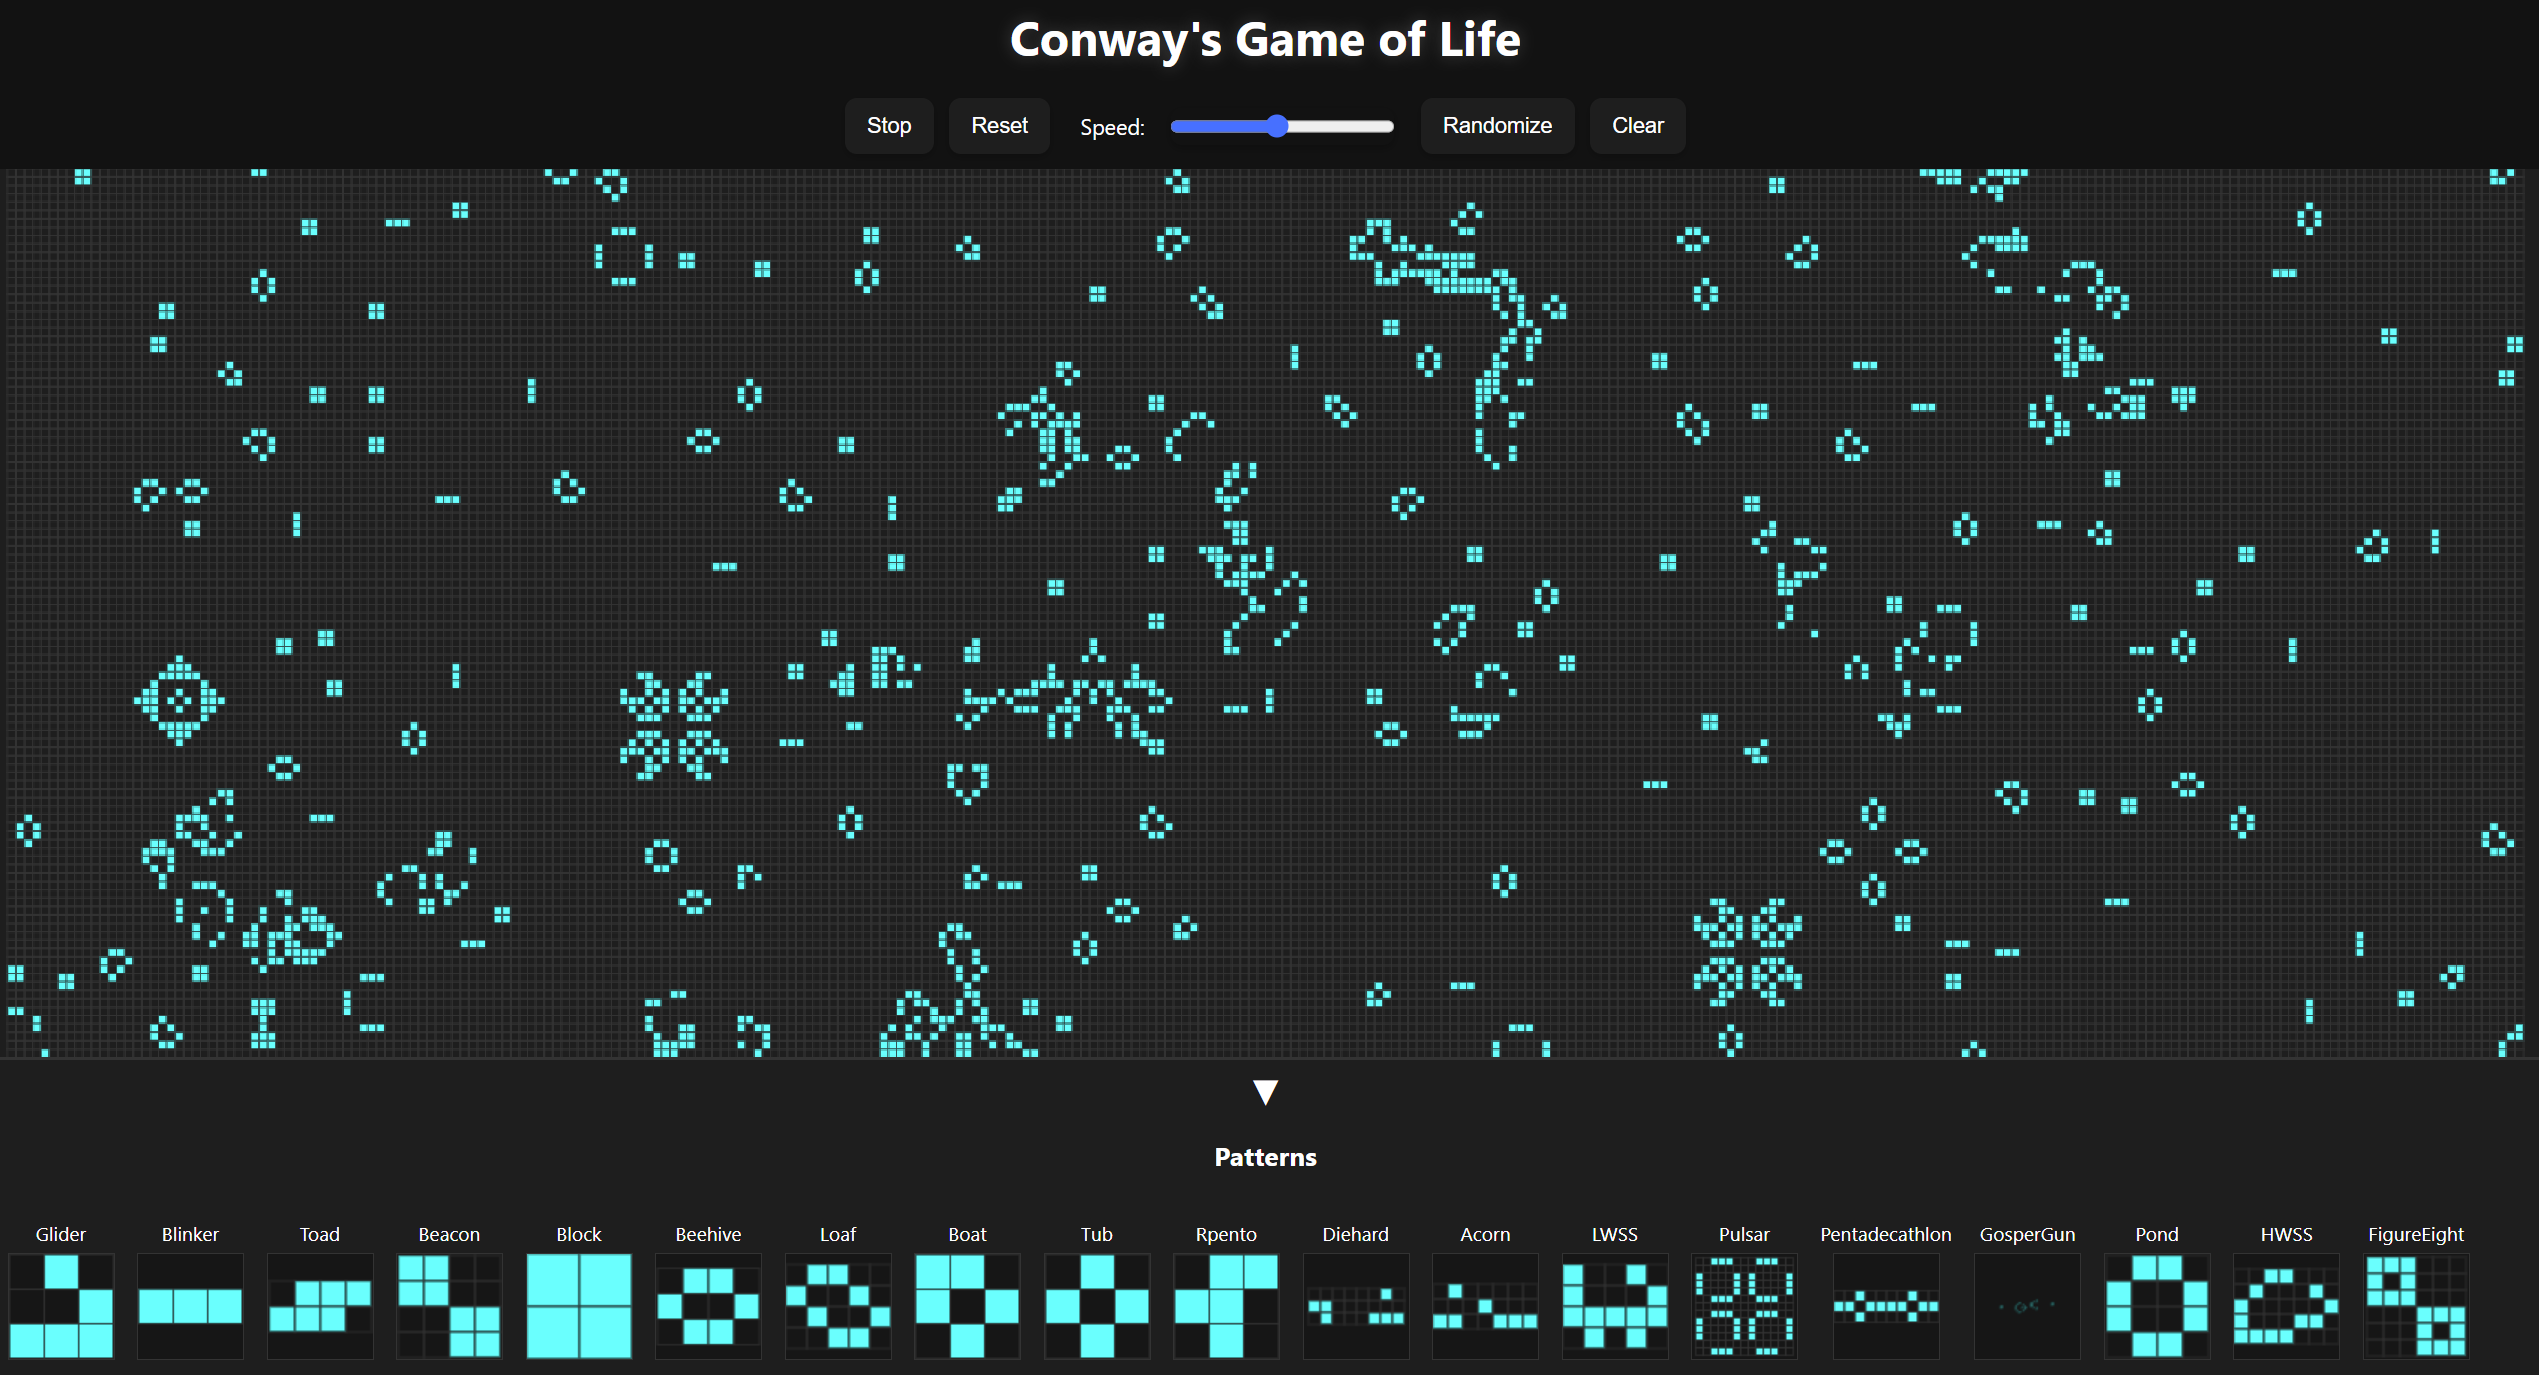 Conway's Game of Life
Stop Reset Speed: Randomize Clear
Patterns
Glider Blinker Toad Beacon Block Beehive Loaf Boat Tub Rpento Diehard Acorn LWSS Pulsar Pentadecathlon GosperGun Pond HWSS FigureEight